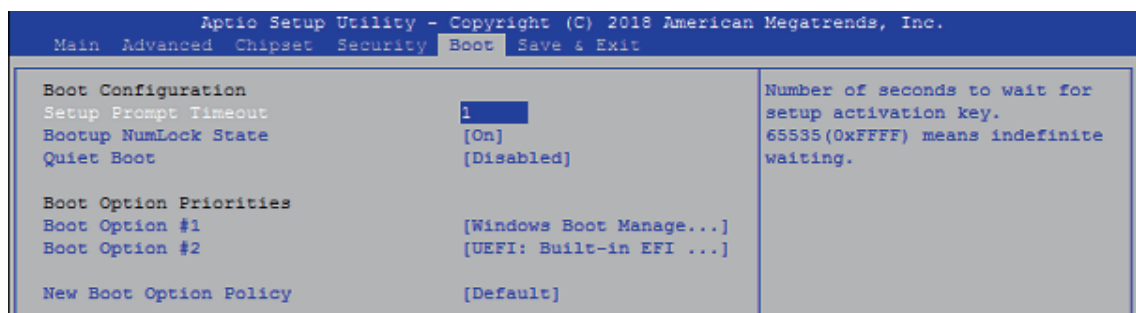 Aptio Setup Utility - Copyright (C) 2018 American Megatrends, Inc.
Main Advanced Chipset Security Boot Save & Exit
Boot Configuration
Setup Prompt Timeout 1
Bootup NumLock State [On]
Quiet Boot [Disabled]
Boot Option Priorities
Boot Option #1 [Windows Boot Manage...]
Boot Option #2 [UEFI: Built-in EFI ...]
New Boot Option Policy [Default]
Number of seconds to wait for
setup activation key.
65535(0xFFFF) means indefinite
waiting.